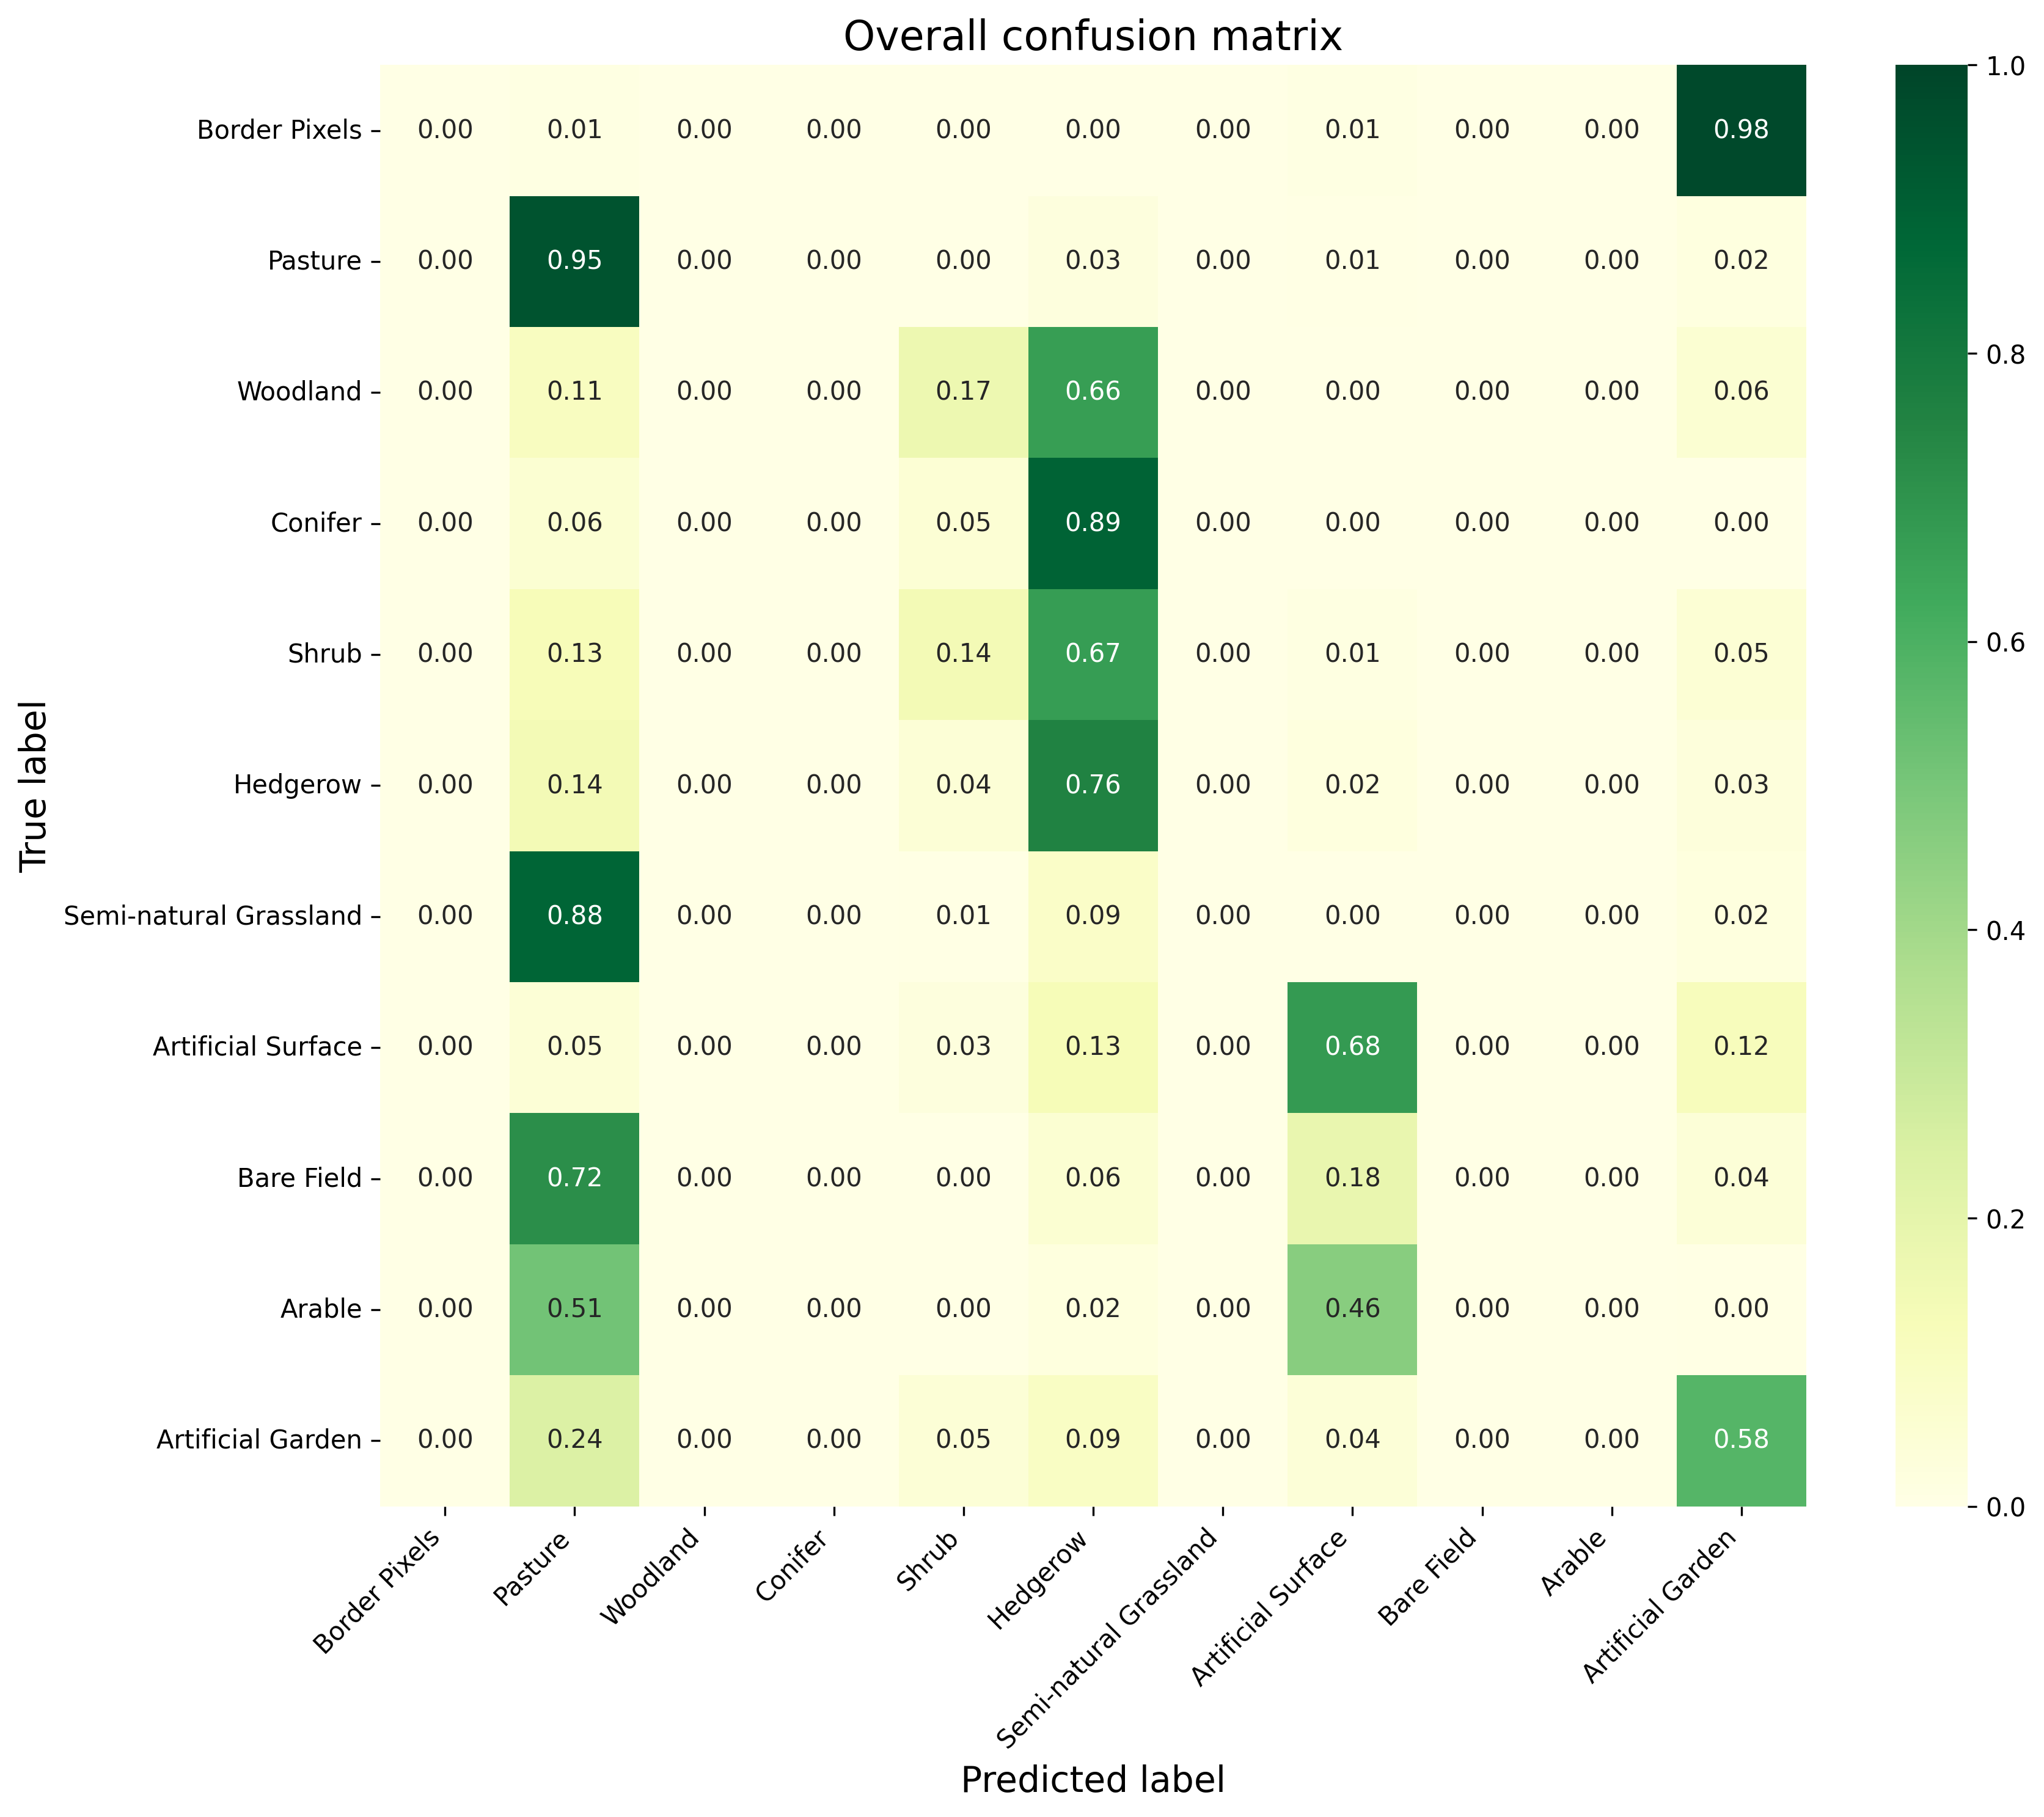 Overall confusion matrix
Border Pixels 0.00 0.01 0.00 0.00 0.00 0.00 0.00 0.01 0.00 0.00 0.98
Pasture 0.00 0.95 0.00 0.00 0.00 0.03 0.00 0.01 0.00 0.00 0.02
Woodland 0.00 0.11 0.00 0.00 0.17 0.66 0.00 0.00 0.00 0.00 0.06
Conifer 0.00 0.06 0.00 0.00 0.05 0.89 0.00 0.00 0.00 0.00 0.00
Shrub 0.00 0.13 0.00 0.00 0.14 0.67 0.00 0.01 0.00 0.00 0.05
Hedgerow 0.00 0.14 0.00 0.00 0.04 0.76 0.00 0.02 0.00 0.00 0.03
Semi-natural Grassland 0.00 0.88 0.00 0.00 0.01 0.09 0.00 0.00 0.00 0.00 0.02
Artificial Surface 0.00 0.05 0.00 0.00 0.03 0.13 0.00 0.68 0.00 0.00 0.12
Bare Field 0.00 0.72 0.00 0.00 0.00 0.06 0.00 0.18 0.00 0.00 0.04
Arable 0.00 0.51 0.00 0.00 0.00 0.02 0.00 0.46 0.00 0.00 0.00
Artificial Garden 0.00 0.24 0.00 0.00 0.05 0.09 0.00 0.04 0.00 0.00 0.58
True label
Border Pixels
Pasture
Woodland
Conifer
Shrub
Hedgerow
Semi-natural Grassland
Artificial Surface
Bare Field
Arable
Artificial Garden
Predicted label
1.0
0.8
0.6
0.4
0.2
0.0